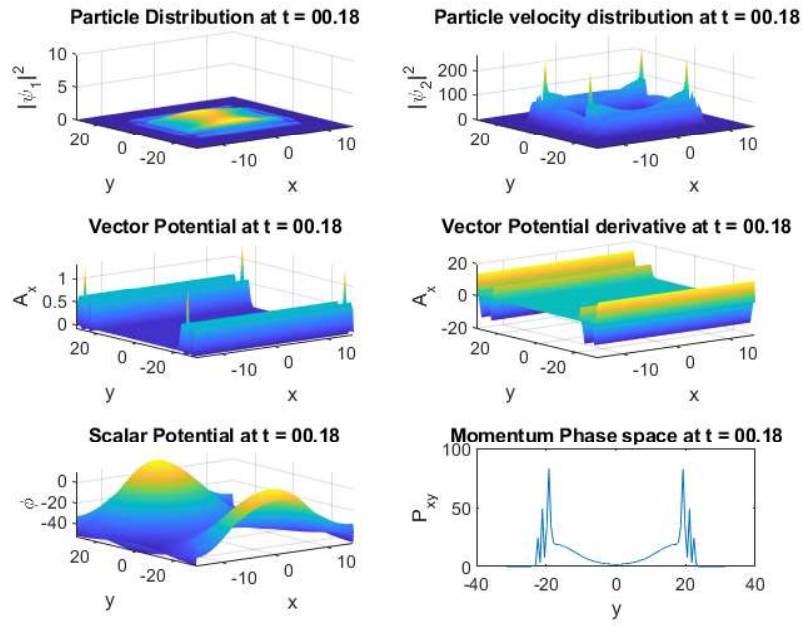 Particle Distribution at t = 00.18
|ψ₁|²
10
5
0
20
0
-20
y
-10
0
10
x
Particle velocity distribution at t = 00.18
|ψ₂|²
200
100
0
20
0
-20
y
-10
0
10
x
Vector Potential at t = 00.18
Aₓ
1
0.5
0
20
0
-20
y
-10
0
10
x
Vector Potential derivative at t = 00.18
Aₓ
20
0
-20
20
0
-20
y
-10
0
10
x
Scalar Potential at t = 00.18
ϕ
0
-20
-40
20
0
-20
y
-10
0
10
x
Momentum Phase space at t = 00.18
P_xy
100
50
0
-40
-20
0
20
40
y